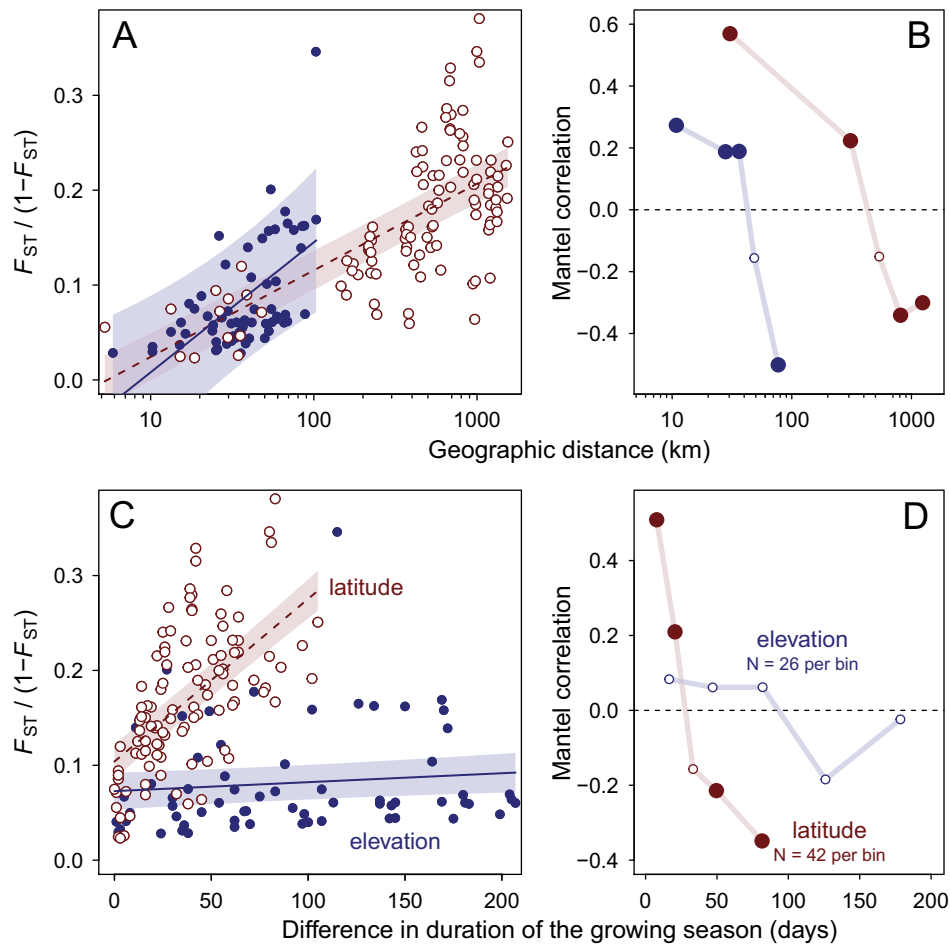 A
F_ST / (1−F_ST)
0.3
0.2
0.1
0.0
10
100
1000
B
Mantel correlation
0.6
0.4
0.2
0.0
−0.2
−0.4
10
100
1000
Geographic distance (km)
C
F_ST / (1−F_ST)
0.3
0.2
0.1
0.0
latitude
elevation
0
50
100
150
200
D
Mantel correlation
0.4
0.2
0.0
−0.2
−0.4
elevation
N = 26 per bin
latitude
N = 42 per bin
0
50
100
150
200
Difference in duration of the growing season (days)